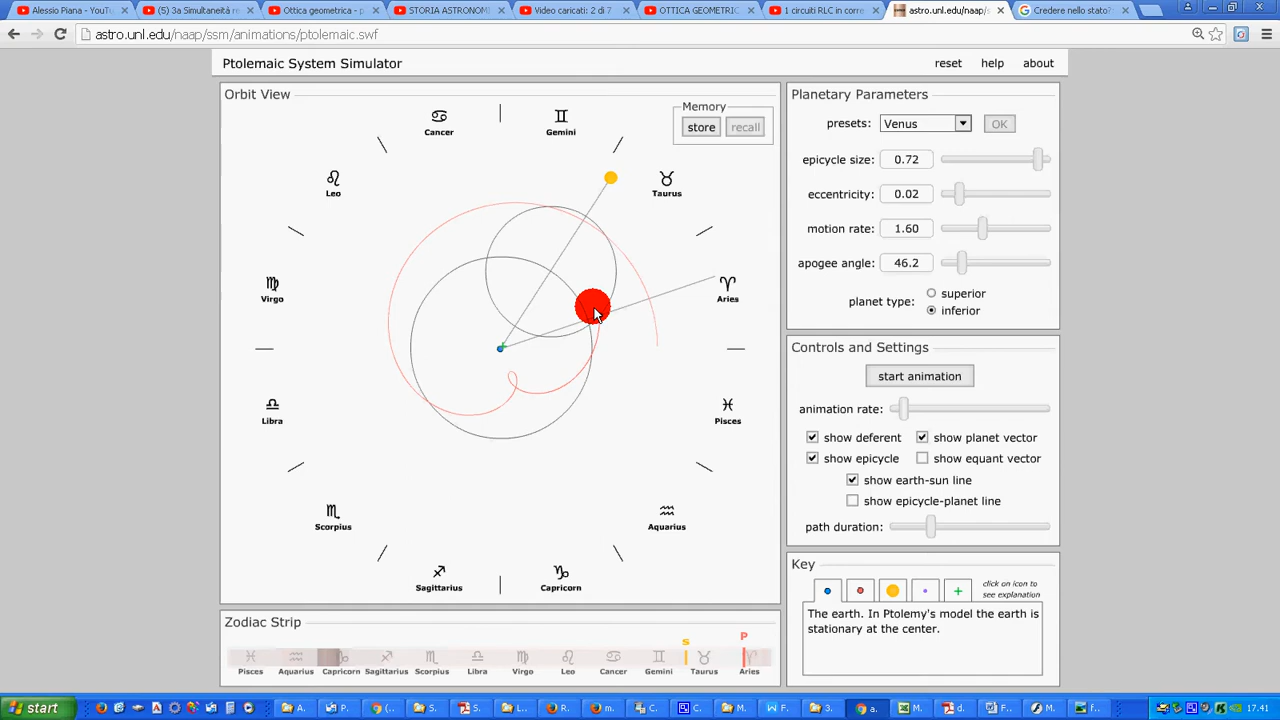 Alessio Piana - YouTu
(5) 3a Simultaneità re
Ottica geometrica - p
STORIA ASTRONOMI
Video caricati: 2 di 7
OTTICA GEOMETRIC
1 circuiti RLC in corre
astro.unl.edu/naap/s
Credere nello stato?:
astro.unl.edu/naap/ssm/animations/ptolemaic.swf
Ptolemaic System Simulator
reset help about
Orbit View
Memory
store recall
Cancer
Gemini
Leo
Taurus
Virgo
Aries
Libra
Pisces
Scorpius
Aquarius
Sagittarius
Capricorn
Zodiac Strip
S
P
Pisces Aquarius Capricorn Sagittarius Scorpius Libra Virgo Leo Cancer Gemini Taurus Aries
Planetary Parameters
presets: Venus OK
epicycle size: 0.72
eccentricity: 0.02
motion rate: 1.60
apogee angle: 46.2
planet type: superior
inferior
Controls and Settings
start animation
animation rate:
show deferent show planet vector
show epicycle show equant vector
show earth-sun line
show epicycle-planet line
path duration:
Key
click on icon to
see explanation
The earth. In Ptolemy's model the earth is
stationary at the center.
start
17.41